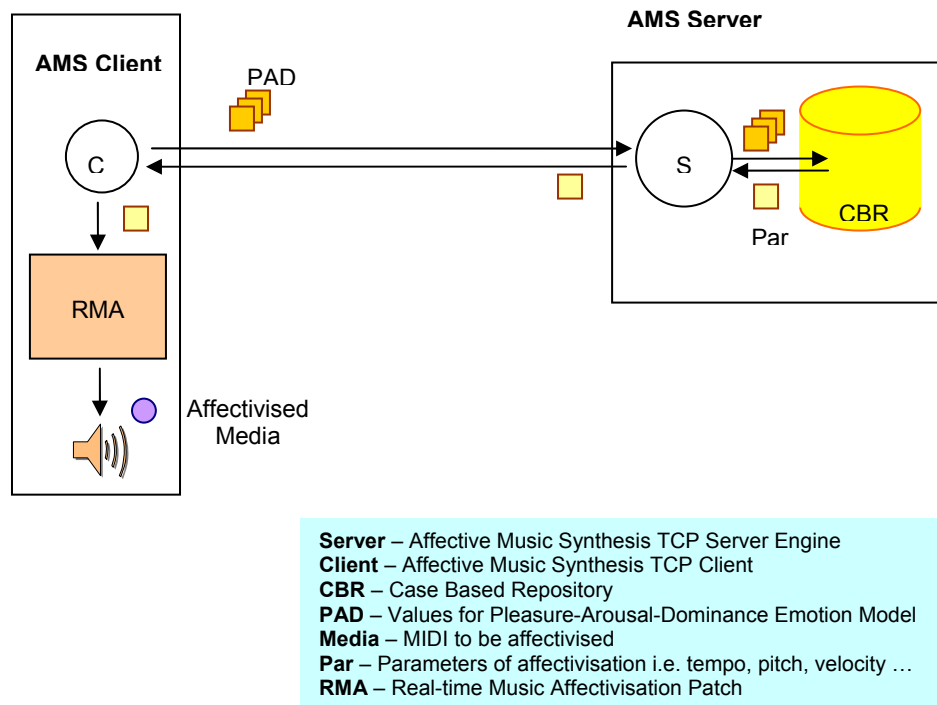 AMS Server
AMS Client
PAD
C
S
CBR
Par
RMA
Affectivised
Media
Server – Affective Music Synthesis TCP Server Engine
Client – Affective Music Synthesis TCP Client
CBR – Case Based Repository
PAD – Values for Pleasure-Arousal-Dominance Emotion Model
Media – MIDI to be affectivised
Par – Parameters of affectivisation i.e. tempo, pitch, velocity …
RMA – Real-time Music Affectivisation Patch